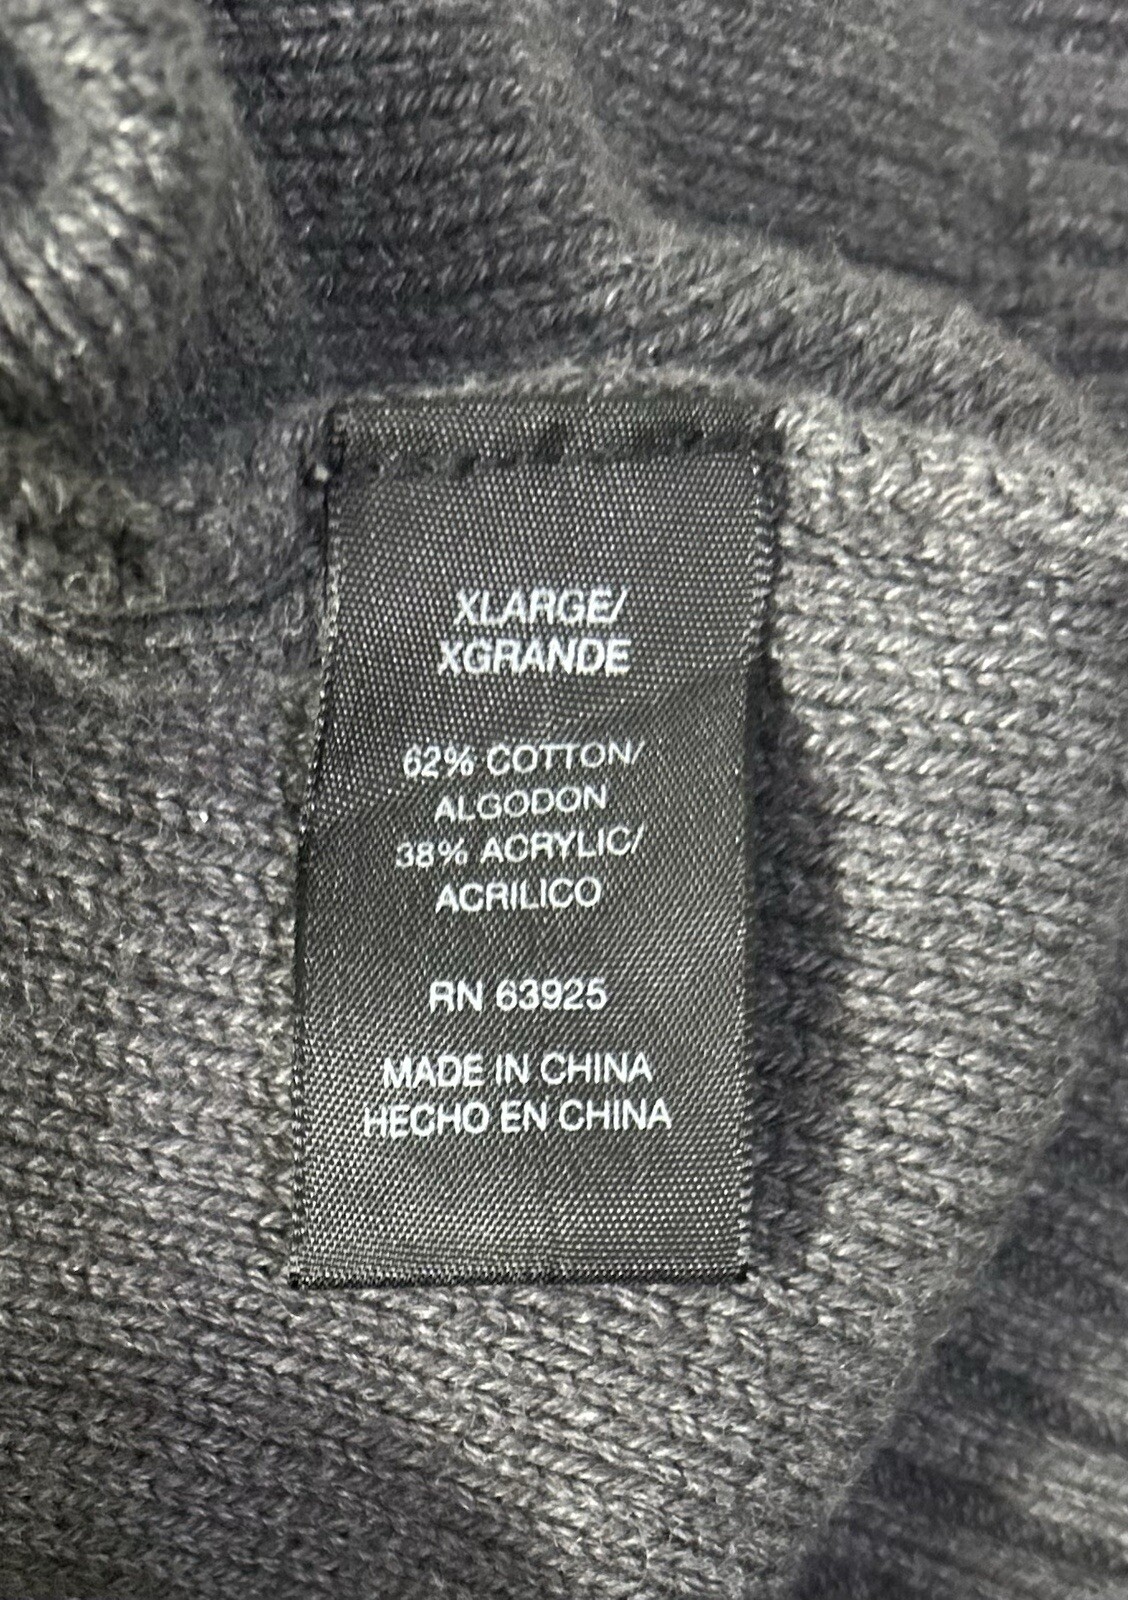 XLARGE/
XGRANDE
62% COTTON/
ALGODON
38% ACRYLIC/
ACRILICO
RN 63925
MADE IN CHINA
HECHO EN CHINA